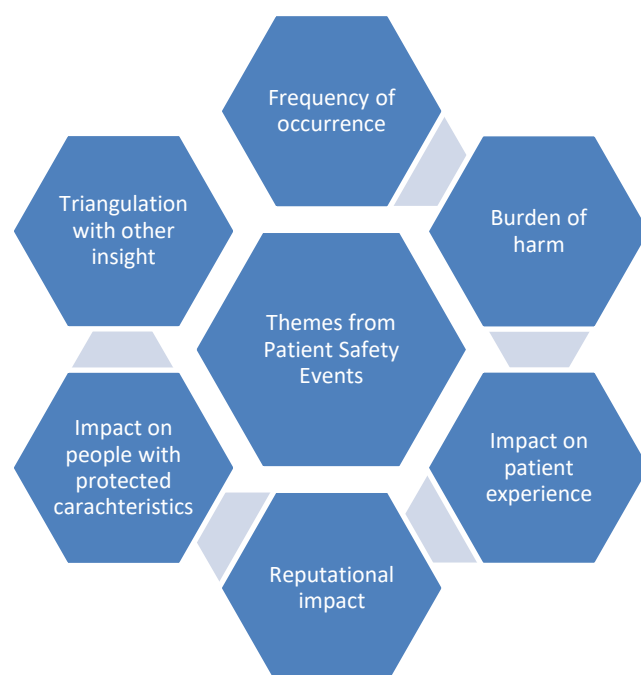 Frequency of
occurrence
Burden of
harm
Impact on
patient
experience
Reputational
impact
Impact on
people with
protected
carachteristics
Triangulation
with other
insight
Themes from
Patient Safety
Events